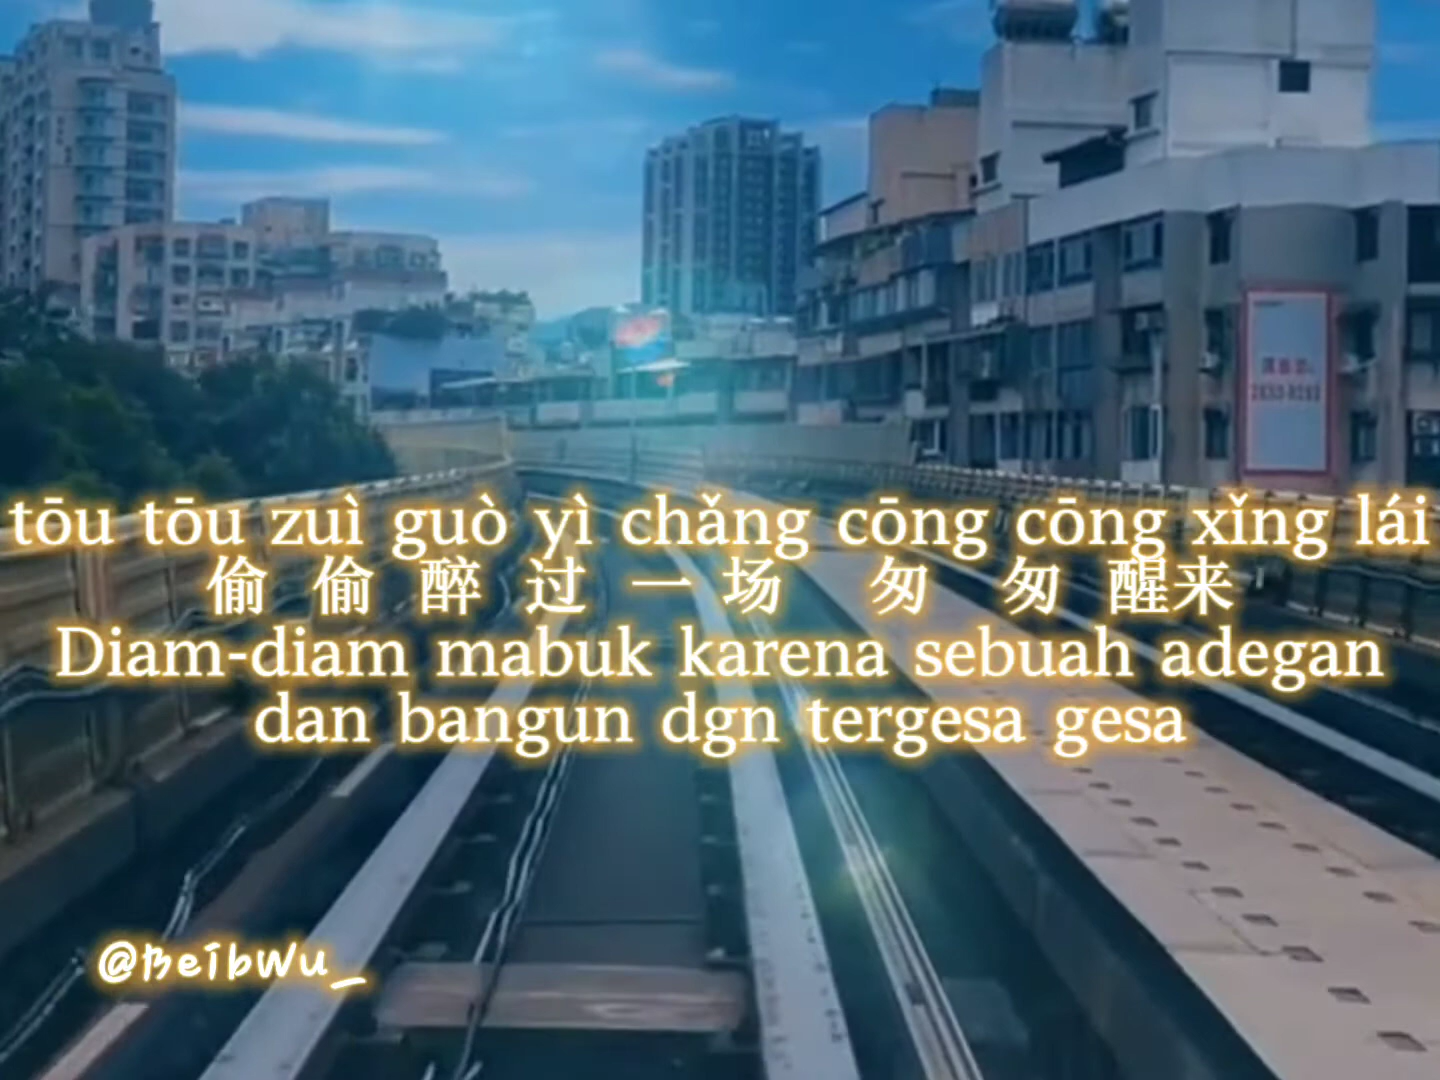 tōu tōu zuì guò yì chǎng cōng cōng xǐng lái
偷 偷 醉 过 一 场 匆 匆 醒来
Diam-diam mabuk karena sebuah adegan
dan bangun dgn tergesa gesa
@BeibWu_